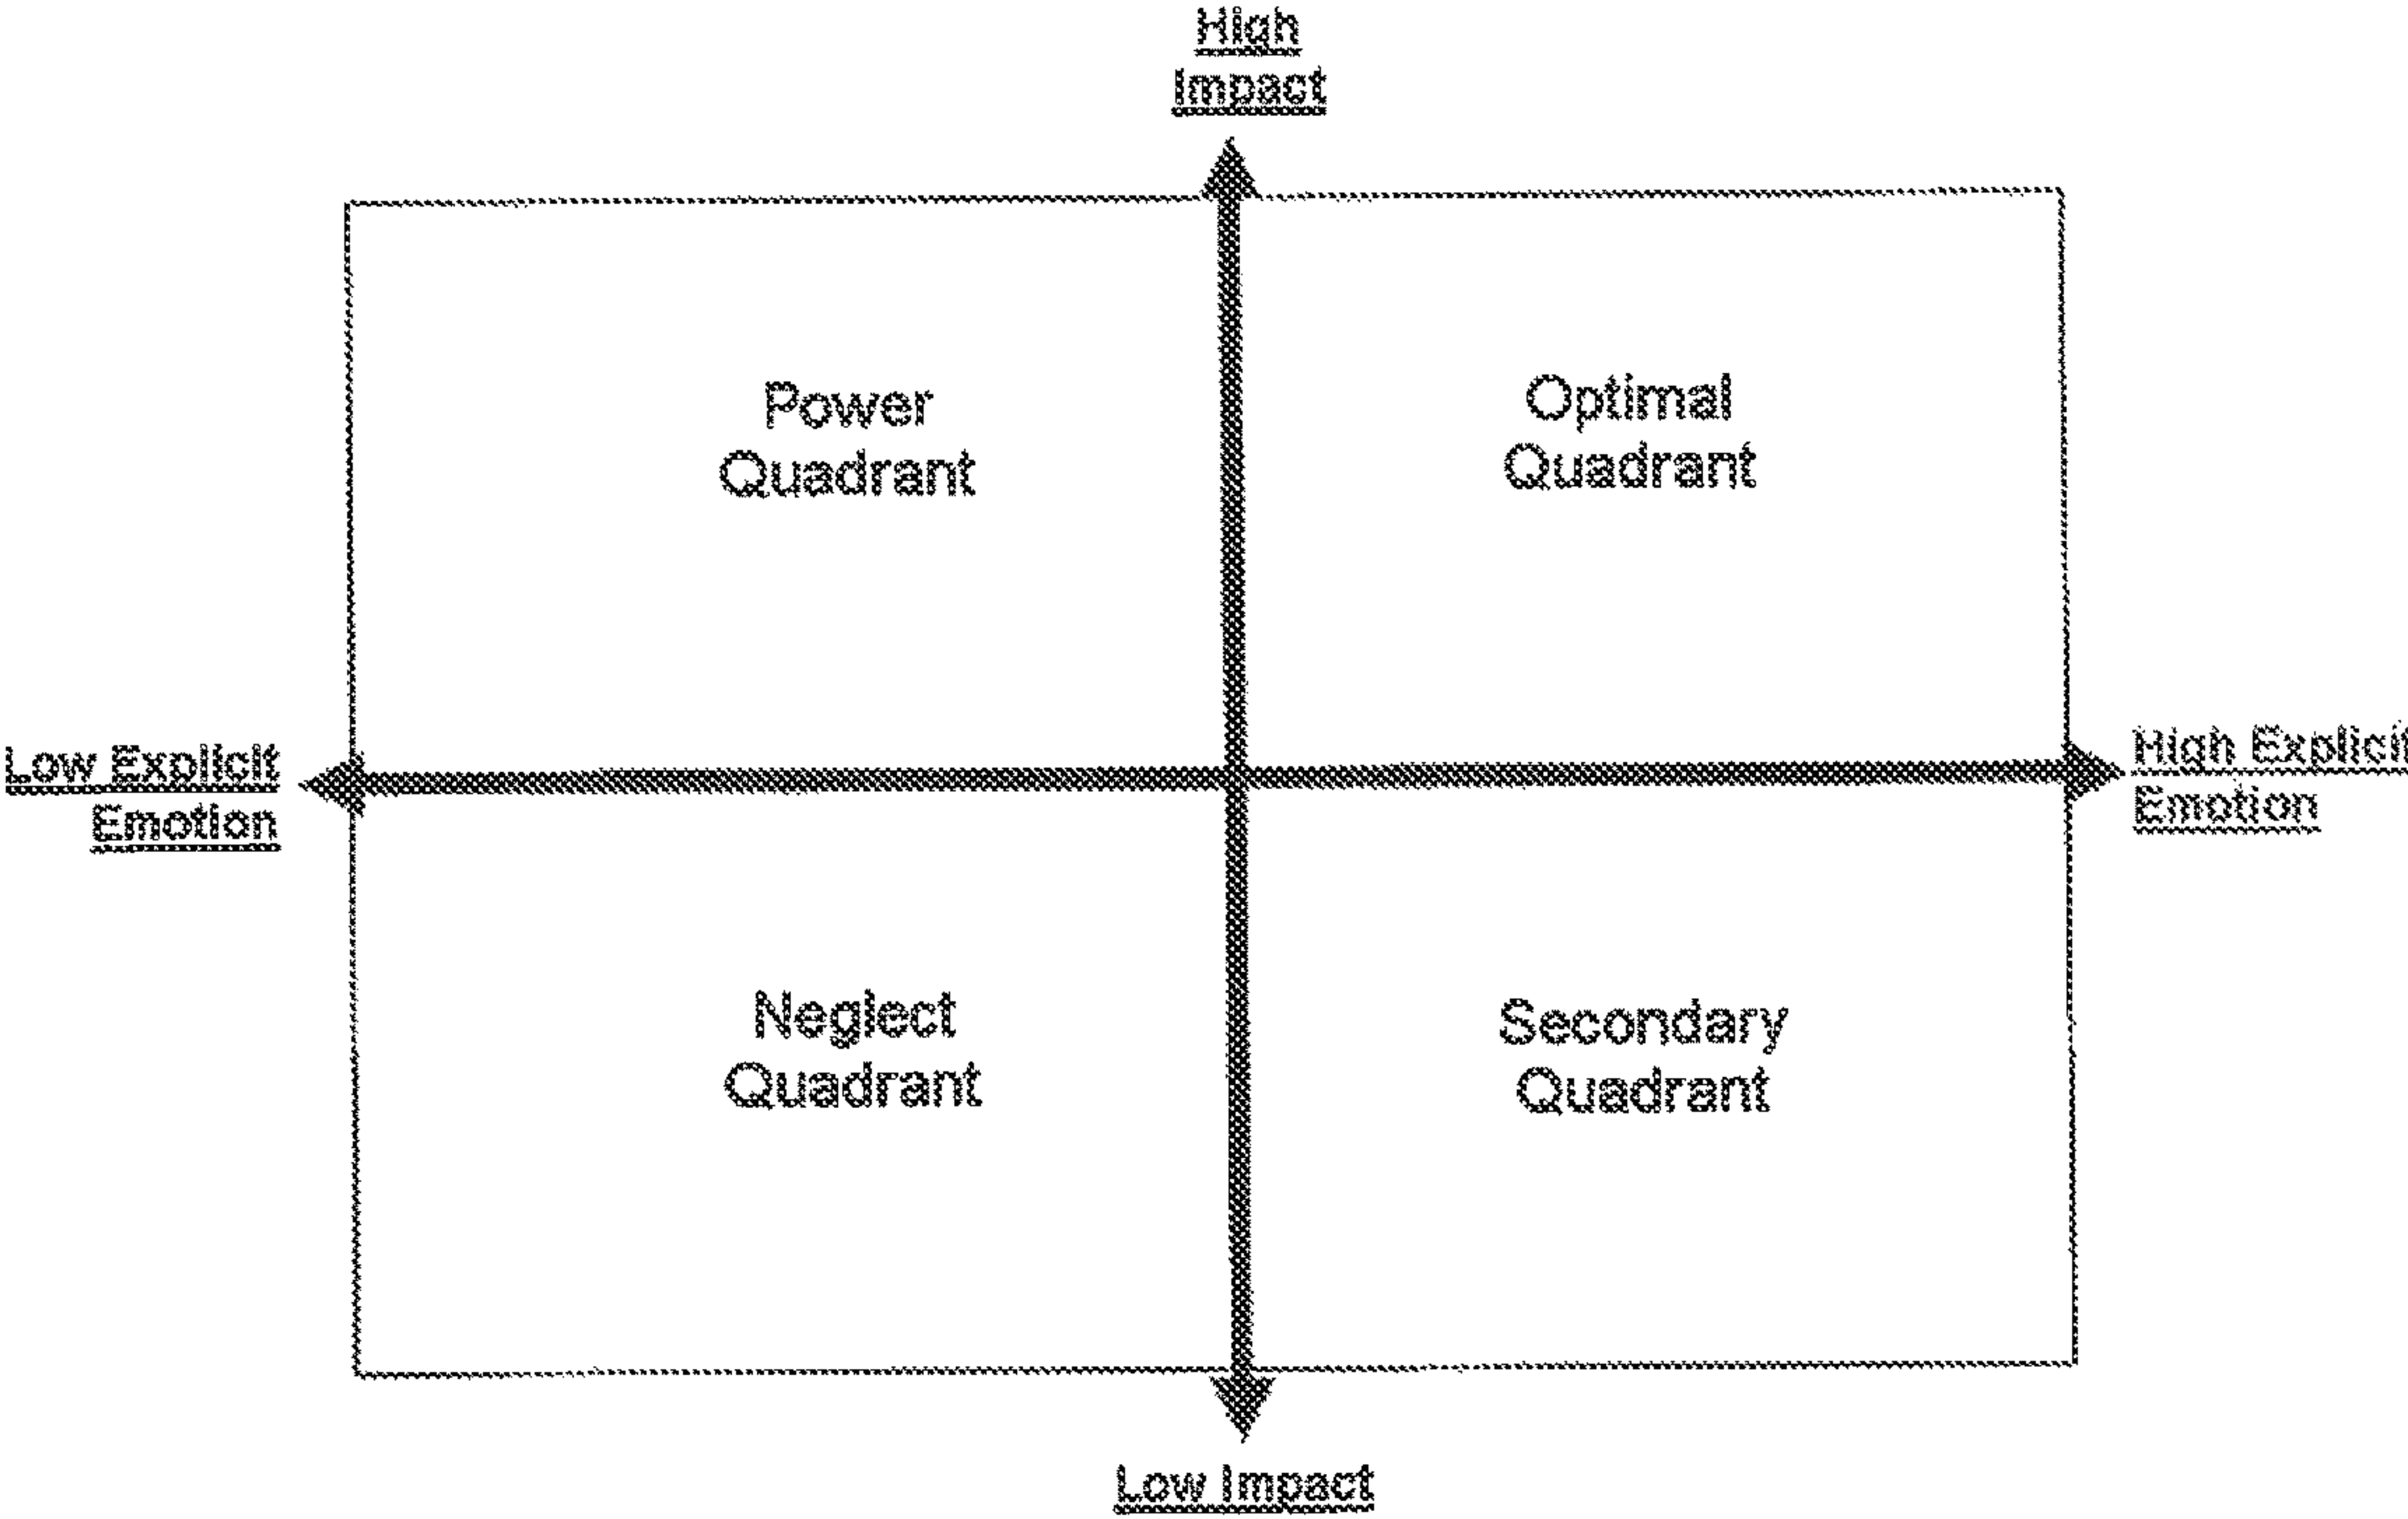 High
Impact
Power
Quadrant
Optimal
Quadrant
Low Explicit
Emotion
High Explicit
Emotion
Neglect
Quadrant
Secondary
Quadrant
Low Impact